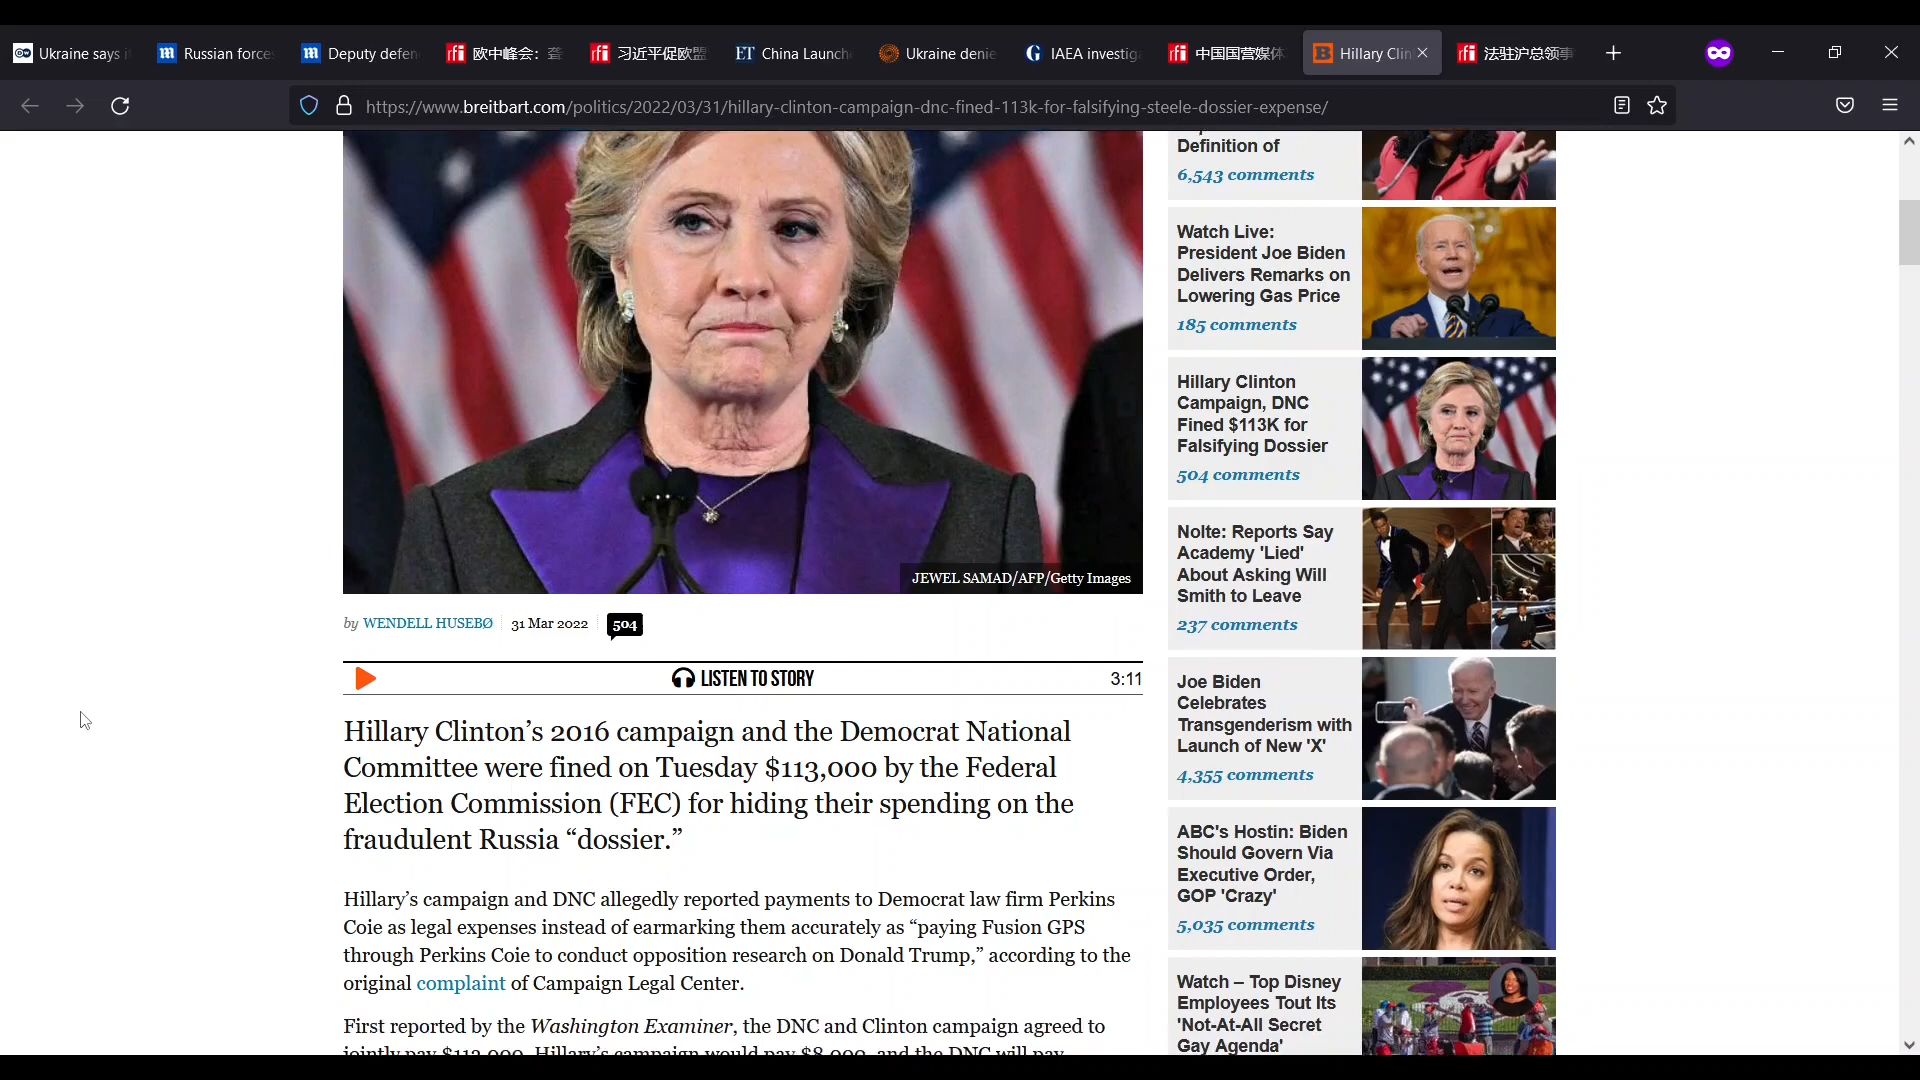 Ukraine says i
Russian force
Deputy defen
欧中峰会：聋
习近平促欧盟
ET China Launch
Ukraine denie
IAEA investig
中国国营媒体
Hillary Clin
法驻沪总领事
https://www.breitbart.com/politics/2022/03/31/hillary-clinton-campaign-dnc-fined-113k-for-falsifying-steele-dossier-expense/
JEWEL SAMAD/AFP/Getty Images
by WENDELL HUSEBØ 31 Mar 2022 504
LISTEN TO STORY 3:11
Hillary Clinton’s 2016 campaign and the Democrat National
Committee were fined on Tuesday $113,000 by the Federal
Election Commission (FEC) for hiding their spending on the
fraudulent Russia “dossier.”
Hillary’s campaign and DNC allegedly reported payments to Democrat law firm Perkins
Coie as legal expenses instead of earmarking them accurately as “paying Fusion GPS
through Perkins Coie to conduct opposition research on Donald Trump,” according to the
original complaint of Campaign Legal Center.
First reported by the Washington Examiner, the DNC and Clinton campaign agreed to
jointly pay $113,000. Hillary’s campaign would pay $8,000, and the DNC will pay
Definition of
6,543 comments
Watch Live:
President Joe Biden
Delivers Remarks on
Lowering Gas Price
185 comments
Hillary Clinton
Campaign, DNC
Fined $113K for
Falsifying Dossier
504 comments
Nolte: Reports Say
Academy 'Lied'
About Asking Will
Smith to Leave
237 comments
Joe Biden
Celebrates
Transgenderism with
Launch of New 'X'
4,355 comments
ABC's Hostin: Biden
Should Govern Via
Executive Order,
GOP 'Crazy'
5,035 comments
Watch – Top Disney
Employees Tout Its
'Not-At-All Secret
Gay Agenda'